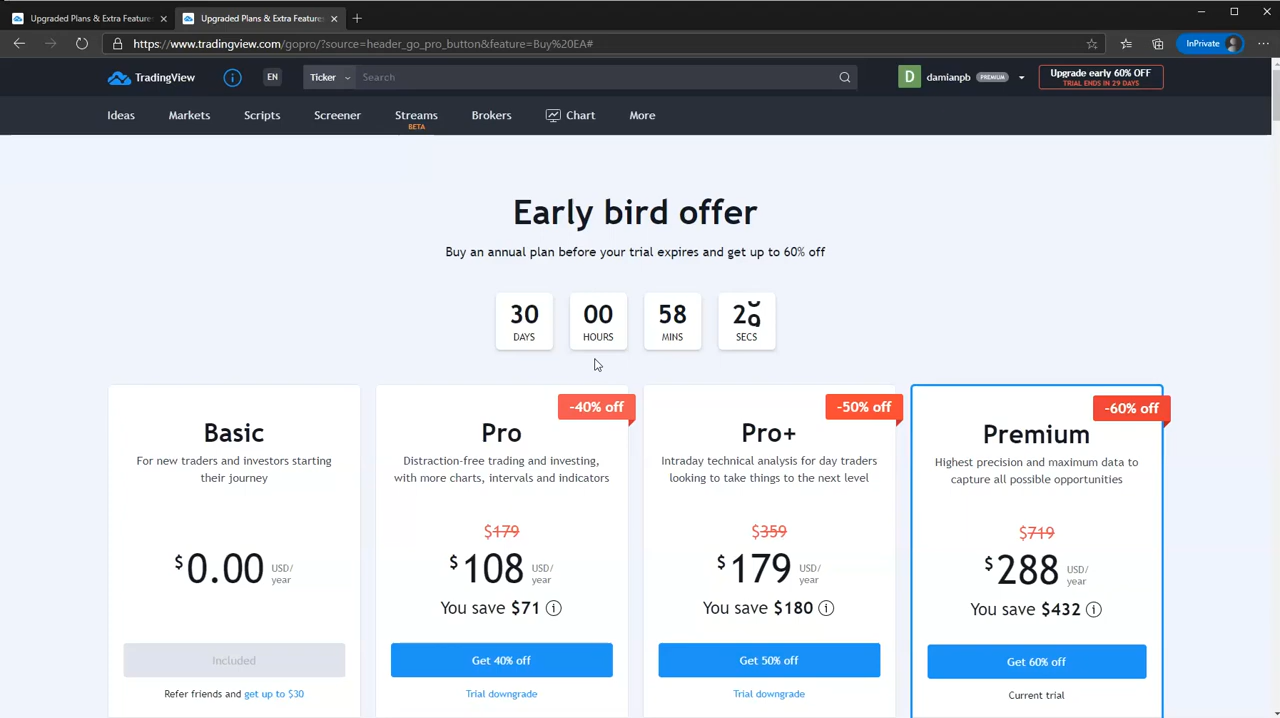 Upgraded Plans & Extra Features
Upgraded Plans & Extra Features
https://www.tradingview.com/gopro/?source=header_go_pro_button&feature=Buy%20EA#
InPrivate
TradingView
EN
Ticker
Search
D
damianpb
PREMIUM
Upgrade early 60% OFF
TRIAL ENDS IN 29 DAYS
Ideas
Markets
Scripts
Screener
Streams
BETA
Brokers
Chart
More
Early bird offer
Buy an annual plan before your trial expires and get up to 60% off
30
DAYS
00
HOURS
58
MINS
2
SECS
Basic
For new traders and investors starting
their journey
$0.00 USD/
year
Included
Refer friends and get up to $30
-40% off
Pro
Distraction-free trading and investing,
with more charts, intervals and indicators
$179
$108 USD/
year
You save $71
Get 40% off
Trial downgrade
-50% off
Pro+
Intraday technical analysis for day traders
looking to take things to the next level
$359
$179 USD/
year
You save $180
Get 50% off
Trial downgrade
-60% off
Premium
Highest precision and maximum data to
capture all possible opportunities
$719
$288 USD/
year
You save $432
Get 60% off
Current trial